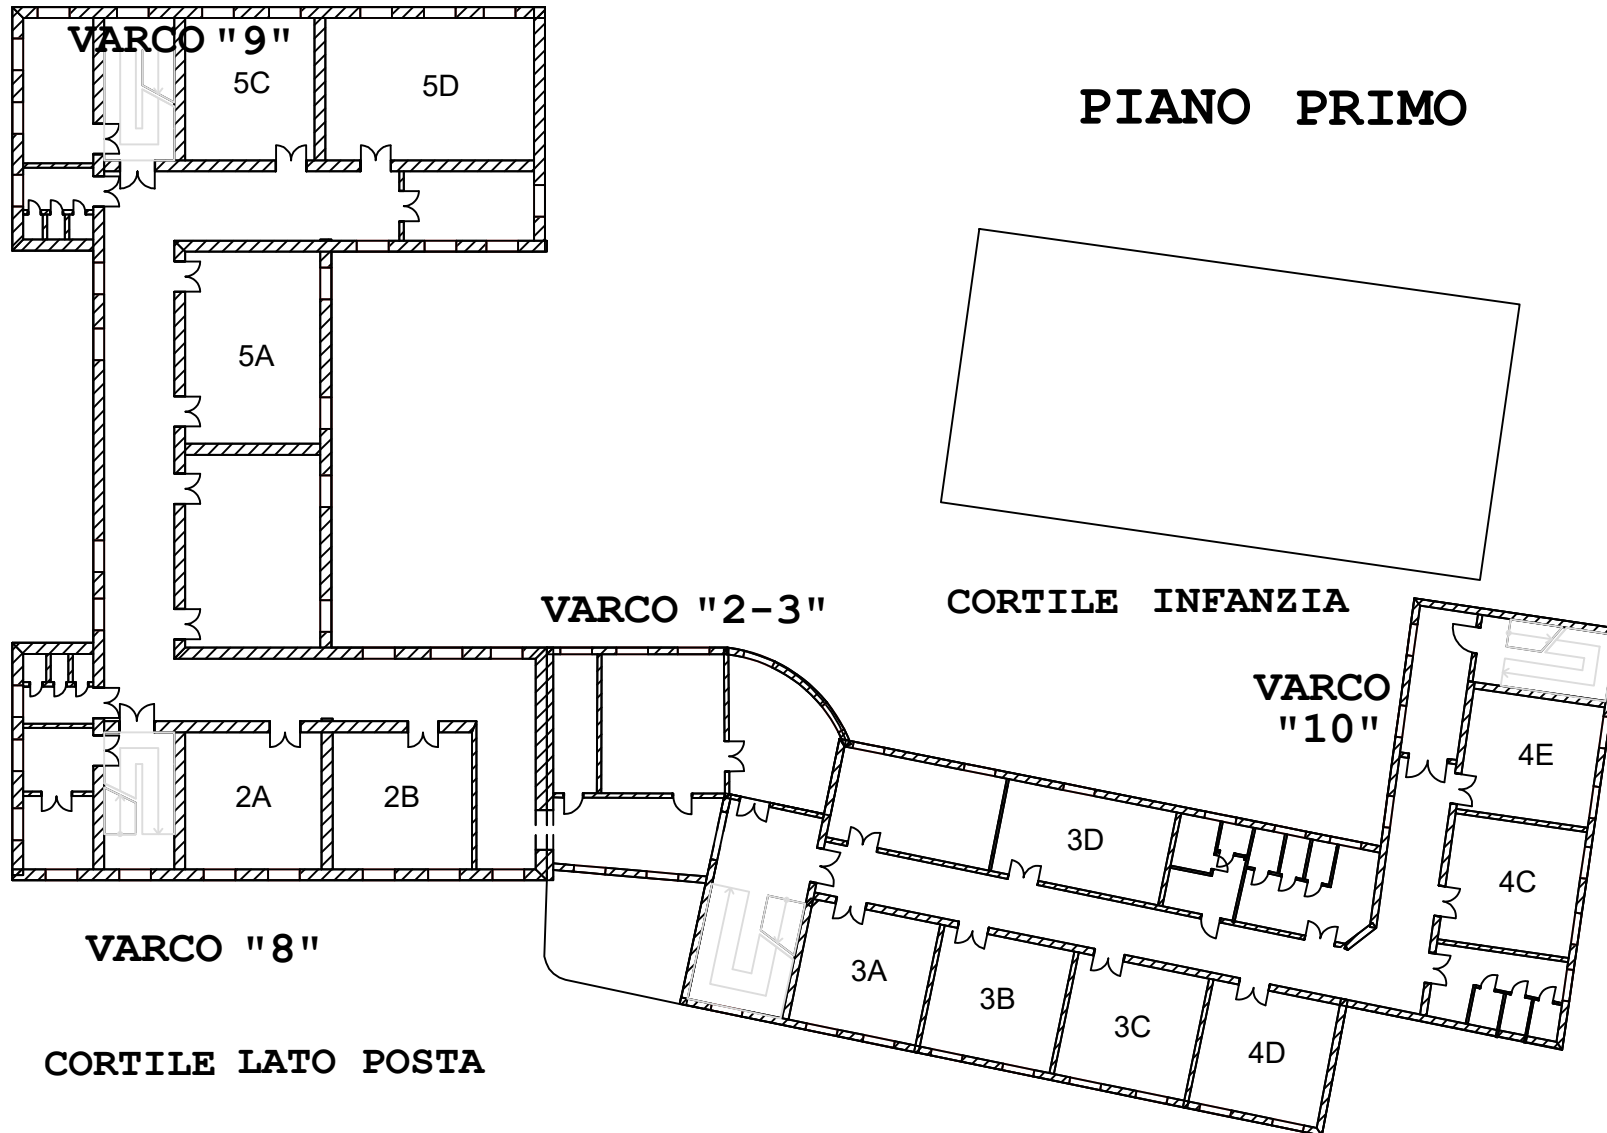 VARCO "9"
5C
5D
PIANO PRIMO
5A
VARCO "2-3"
CORTILE INFANZIA
VARCO
"10"
4E
2A
2B
3D
4C
VARCO "8"
3A
3B
3C
4D
CORTILE LATO POSTA